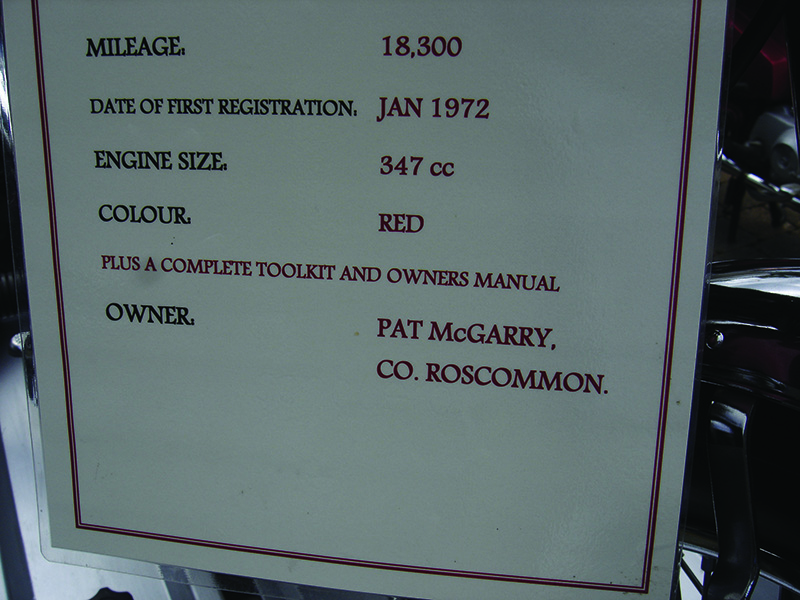 MILEAGE: 18,300
DATE OF FIRST REGISTRATION: JAN 1972
ENGINE SIZE: 347 cc
COLOUR: RED
PLUS A COMPLETE TOOLKIT AND OWNERS MANUAL
OWNER: PAT McGARRY,
CO. ROSCOMMON.